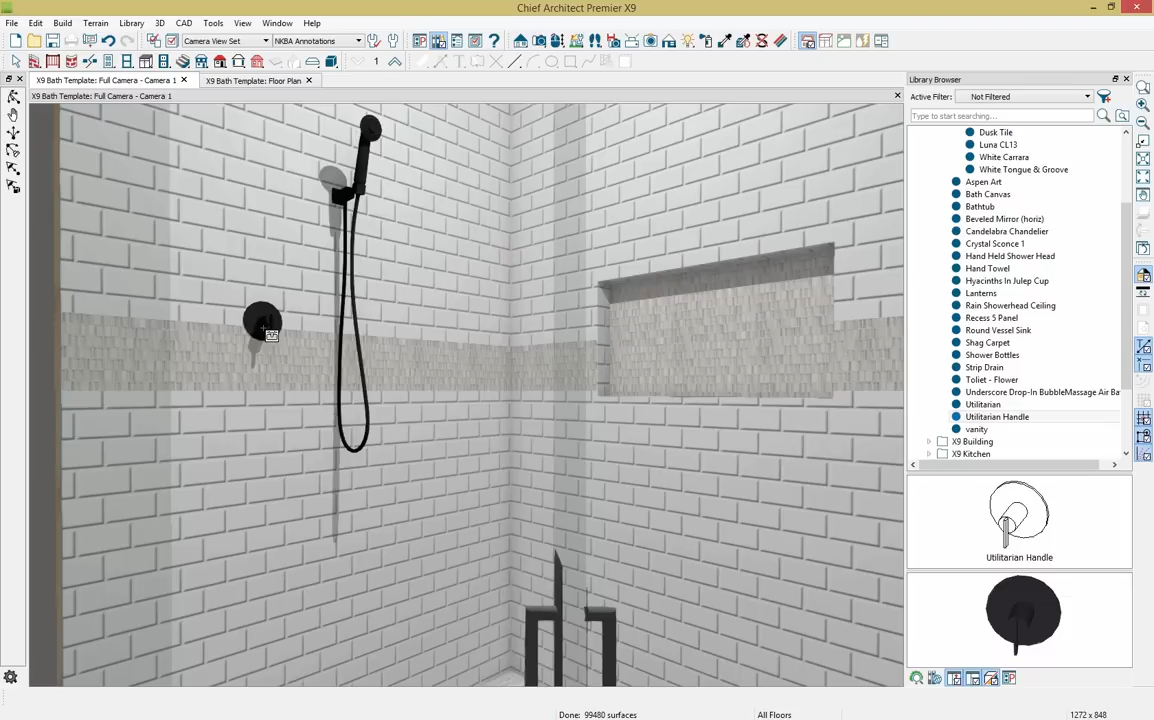 Chief Architect Premier X9
File Edit Build Terrain Library 3D CAD Tools View Window Help
Camera View Set NKBA Annotations
1
X9 Bath Template: Full Camera - Camera 1 X9 Bath Template: Floor Plan
X9 Bath Template: Full Camera - Camera 1
Library Browser
Active Filter: Not Filtered
Type to start searching...
Dusk Tile
Luna CL13
White Carrara
White Tongue & Groove
Aspen Art
Bath Canvas
Bathtub
Beveled Mirror (horiz)
Candelabra Chandelier
Crystal Sconce 1
Hand Held Shower Head
Hand Towel
Hyacinths In Julep Cup
Lanterns
Rain Showerhead Ceiling
Recess 5 Panel
Round Vessel Sink
Shag Carpet
Shower Bottles
Strip Drain
Toliet - Flower
Underscore Drop-In BubbleMassage Air Ba
Utilitarian
Utilitarian Handle
vanity
X9 Building
X9 Kitchen
Utilitarian Handle
Done: 99480 surfaces All Floors 1272 x 848